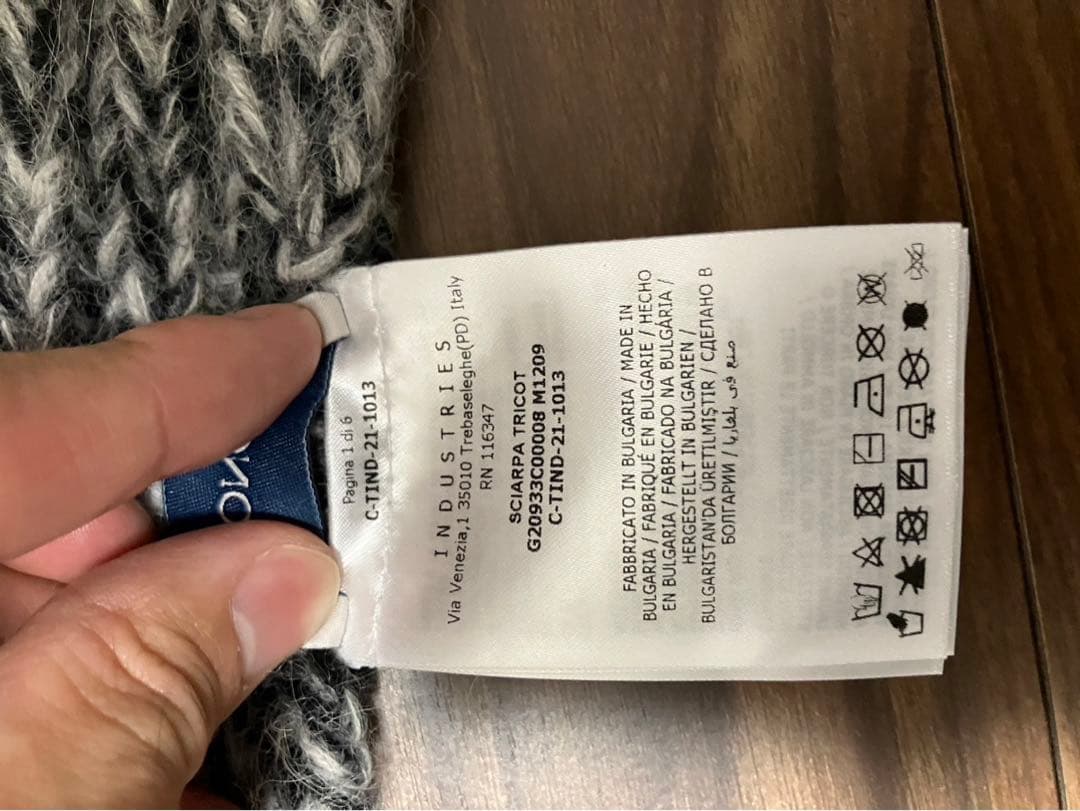 Pagina 1 di 6
C-TIND-21-1013
INDUSTRIES
Via Venezia,1 35010 Trebaseleghe(PD) Italy
RN 116347
SCIARPA TRICOT
G20933C00008 M1209
C-TIND-21-1013
FABBRICATO IN BULGARIA / MADE IN
BULGARIA / FABRIQUÉ EN BULGARIE / HECHO
EN BULGARIA / FABRICADO NA BULGÁRIA /
HERGESTELLT IN BULGARIEN /
BULGARISTAN'DA ÜRETILMIŞTIR / СДЕЛАНО В
БОЛГАРИИ / صنع في بلغاريا